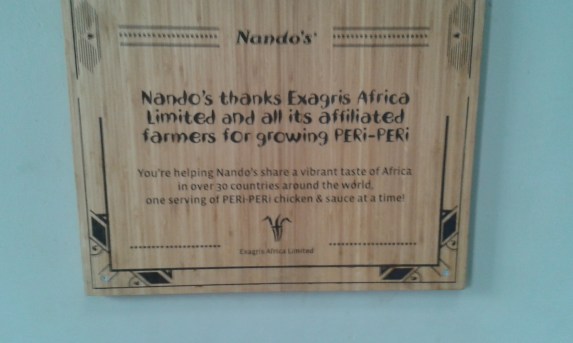 Nando's
Nando's thanks Exagris Africa
Limited and all its affiliated
farmers for growing PERi-PERi
You're helping Nando's share a vibrant taste of Africa
in over 30 countries around the world,
one serving of PERi-PERi chicken & sauce at a time!
Exagris Africa Limited